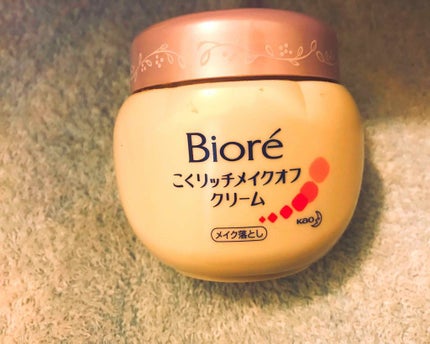 Bioré
こくリッチメイクオフ
クリーム
Kao
メイク落とし